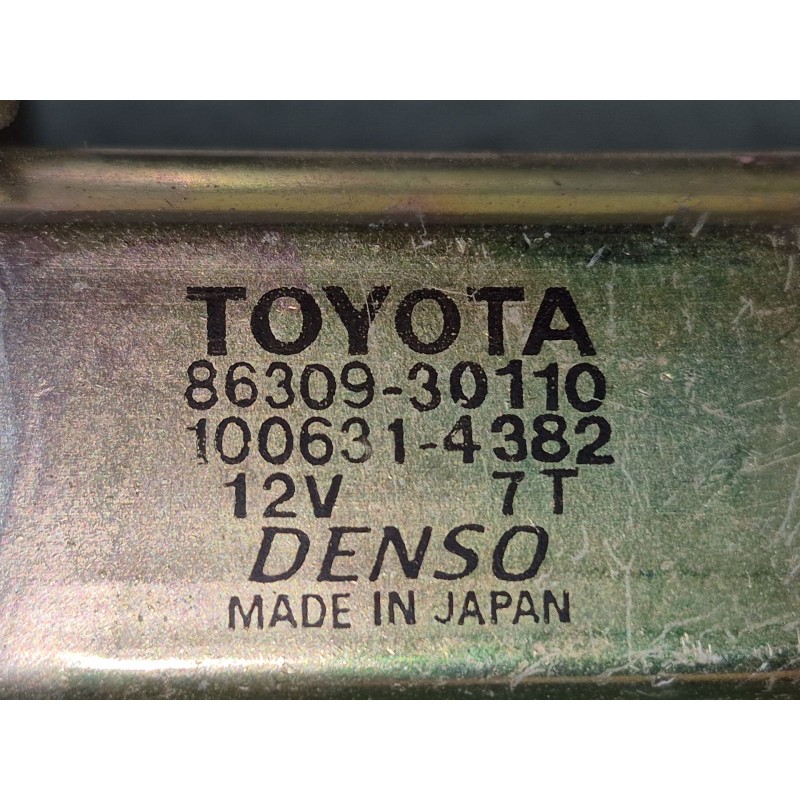 TOYOTA
86309-30110
100631-4382
12V 7T
DENSO
MADE IN JAPAN